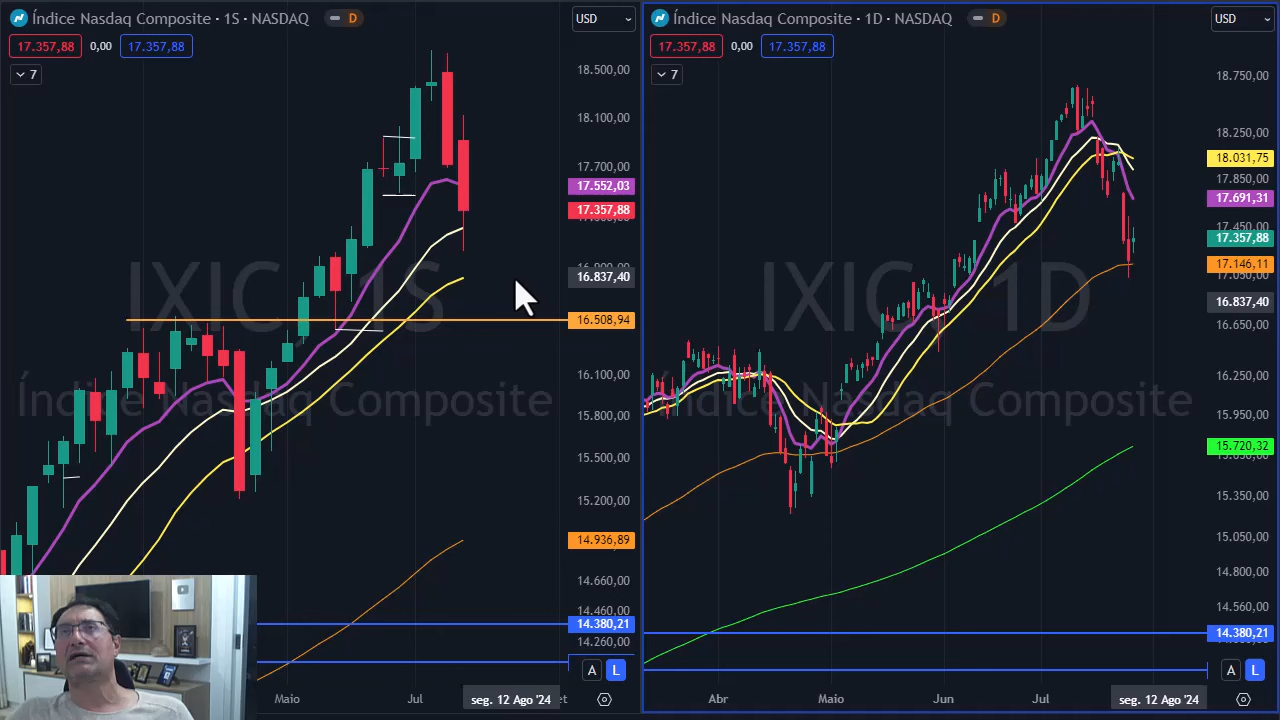 Índice Nasdaq Composite · 1S · NASDAQ
D
USD
17.357,88
0,00
17.357,88
7
IXIC, 1S
Índice Nasdaq Composite
18.500,00
18.100,00
17.700,00
17.552,03
17.357,88
16.837,40
16.508,94
16.100,00
15.800,00
15.500,00
15.200,00
14.936,89
14.660,00
14.460,00
14.380,21
14.260,00
A
L
Maio
Jul
seg. 12 Ago '24
Índice Nasdaq Composite · 1D · NASDAQ
D
USD
17.357,88
0,00
17.357,88
7
IXIC, 1D
Índice Nasdaq Composite
18.750,00
18.250,00
18.031,75
17.850,00
17.691,31
17.450,00
17.357,88
17.146,11
17.050,00
16.837,40
16.650,00
16.250,00
15.950,00
15.720,32
15.350,00
15.050,00
14.800,00
14.560,00
14.380,21
A
L
Abr
Maio
Jun
Jul
seg. 12 Ago '24